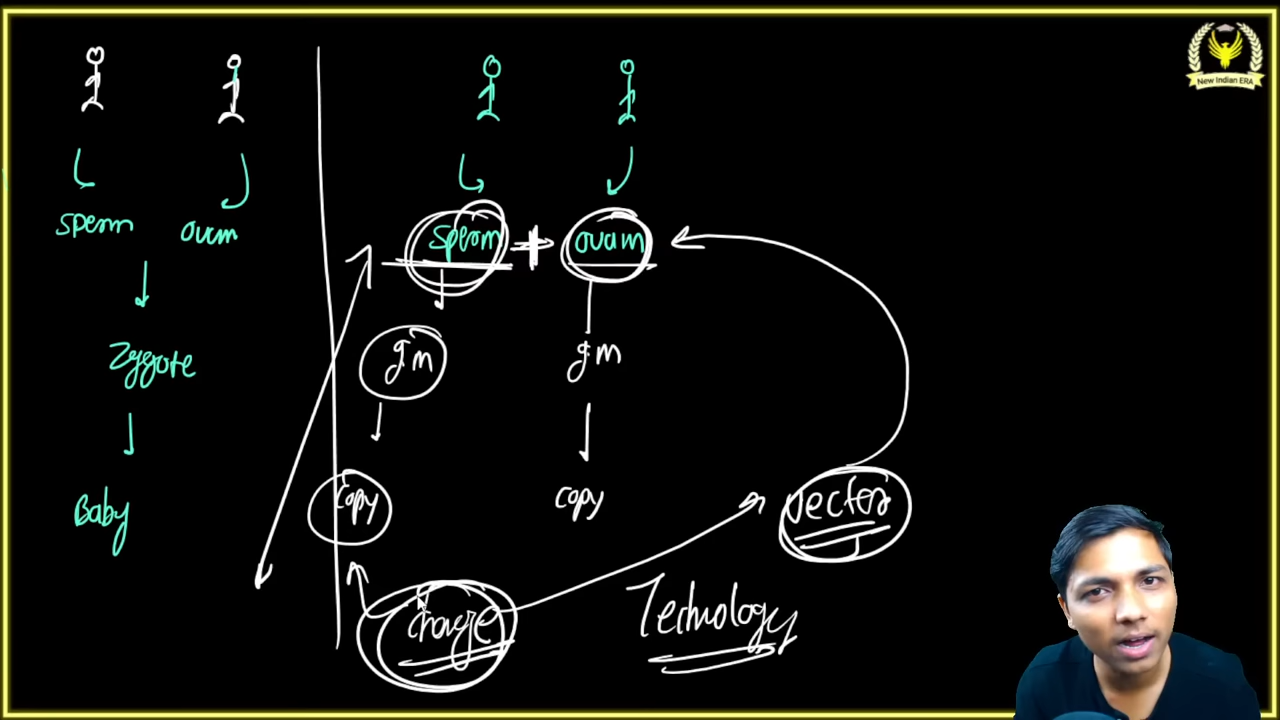 New Indian ERA
sperm
ovum
Zygote
Baby
sperm + ovum
gm
gm
copy
copy
vector
change
Technology